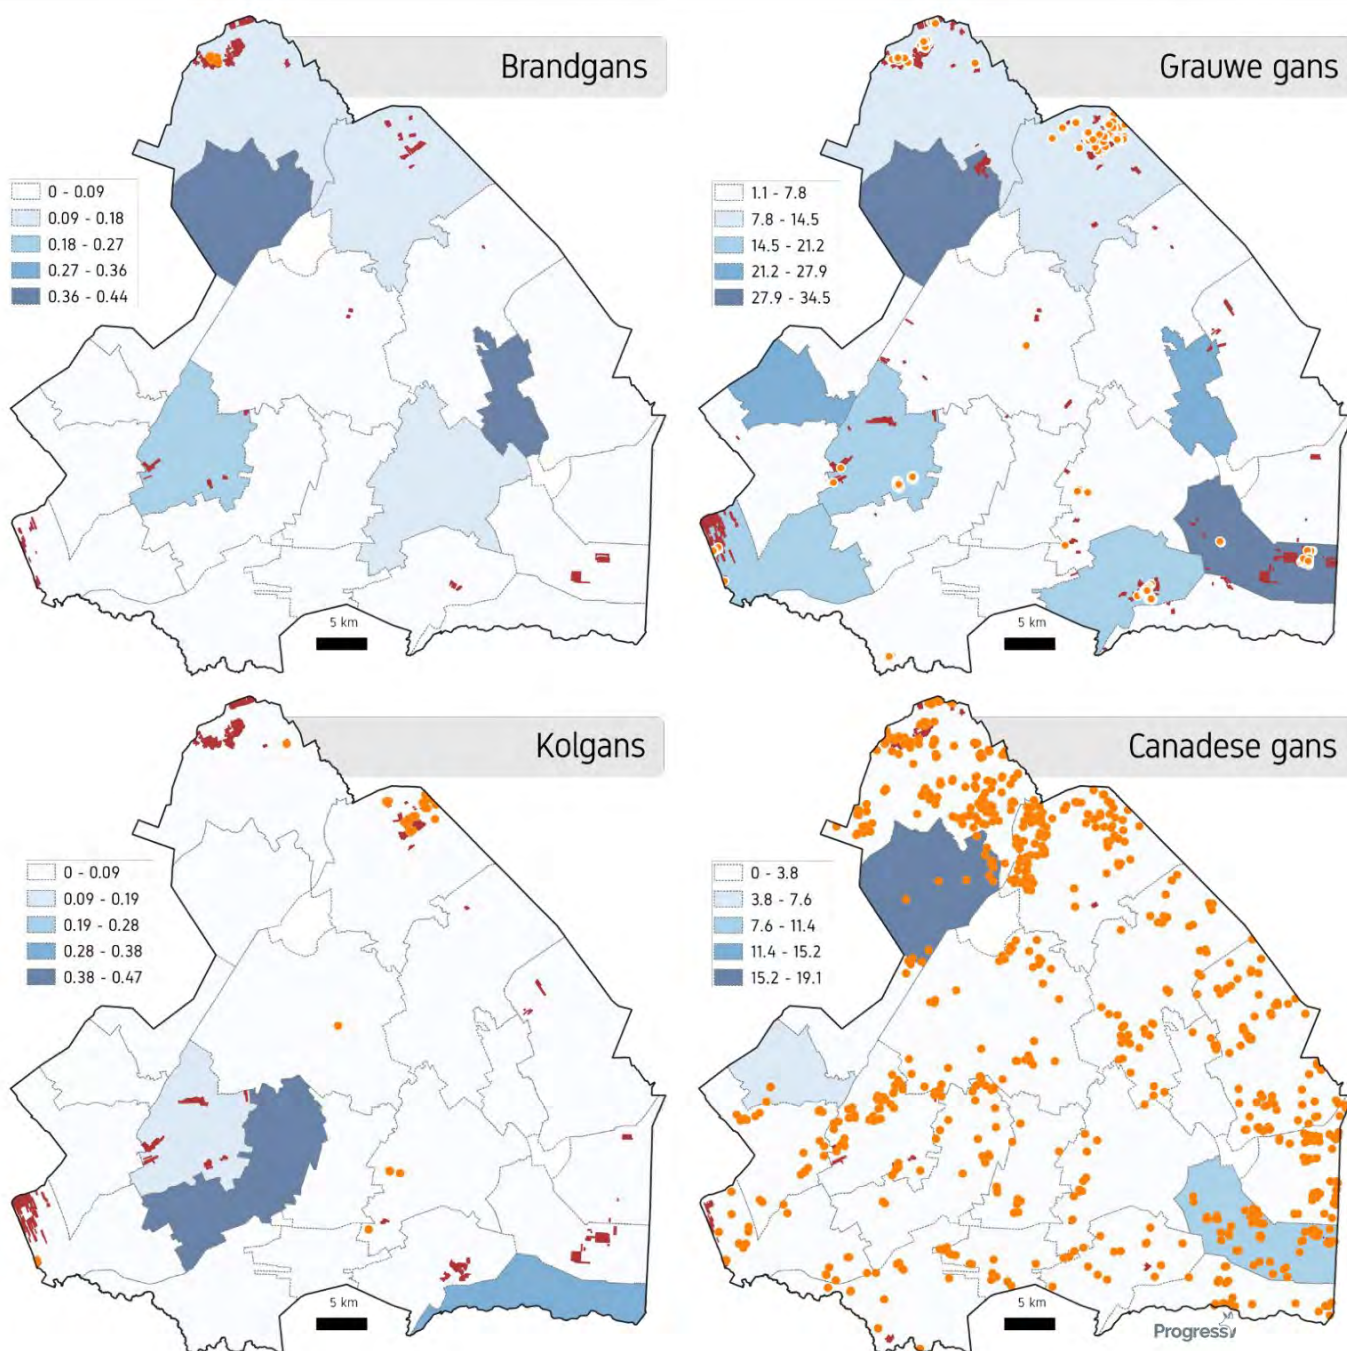 Brandgans
0 - 0.09
0.09 - 0.18
0.18 - 0.27
0.27 - 0.36
0.36 - 0.44
5 km
Grauwe gans
1.1 - 7.8
7.8 - 14.5
14.5 - 21.2
21.2 - 27.9
27.9 - 34.5
5 km
Kolgans
0 - 0.09
0.09 - 0.19
0.19 - 0.28
0.28 - 0.38
0.38 - 0.47
5 km
Canadese gans
0 - 3.8
3.8 - 7.6
7.6 - 11.4
11.4 - 15.2
15.2 - 19.1
5 km
Progress